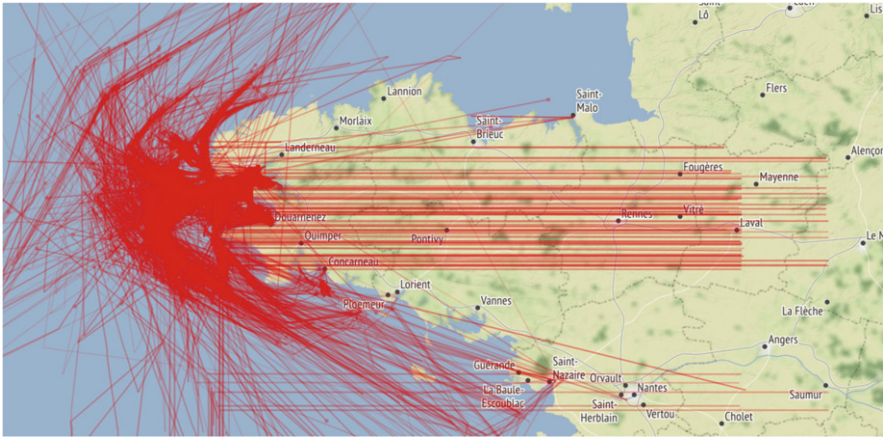 Saint-
Lô
Caen
Lis
Lannion
Flers
Saint-
Malo
Morlaix
Saint-
Brieuc
Landerneau
Alençon
Fougères
Mayenne
Douarnenez
Rennes
Vitré
Laval
Quimper
Pontivy
Le M
Concarneau
Lorient
Ploemeur
Vannes
La Flèche
Angers
Guérande
Saint-
Nazaire
La Baule-
Escoublac
Orvault
Nantes
Saumur
Saint-
Herblain
Vertou
Cholet